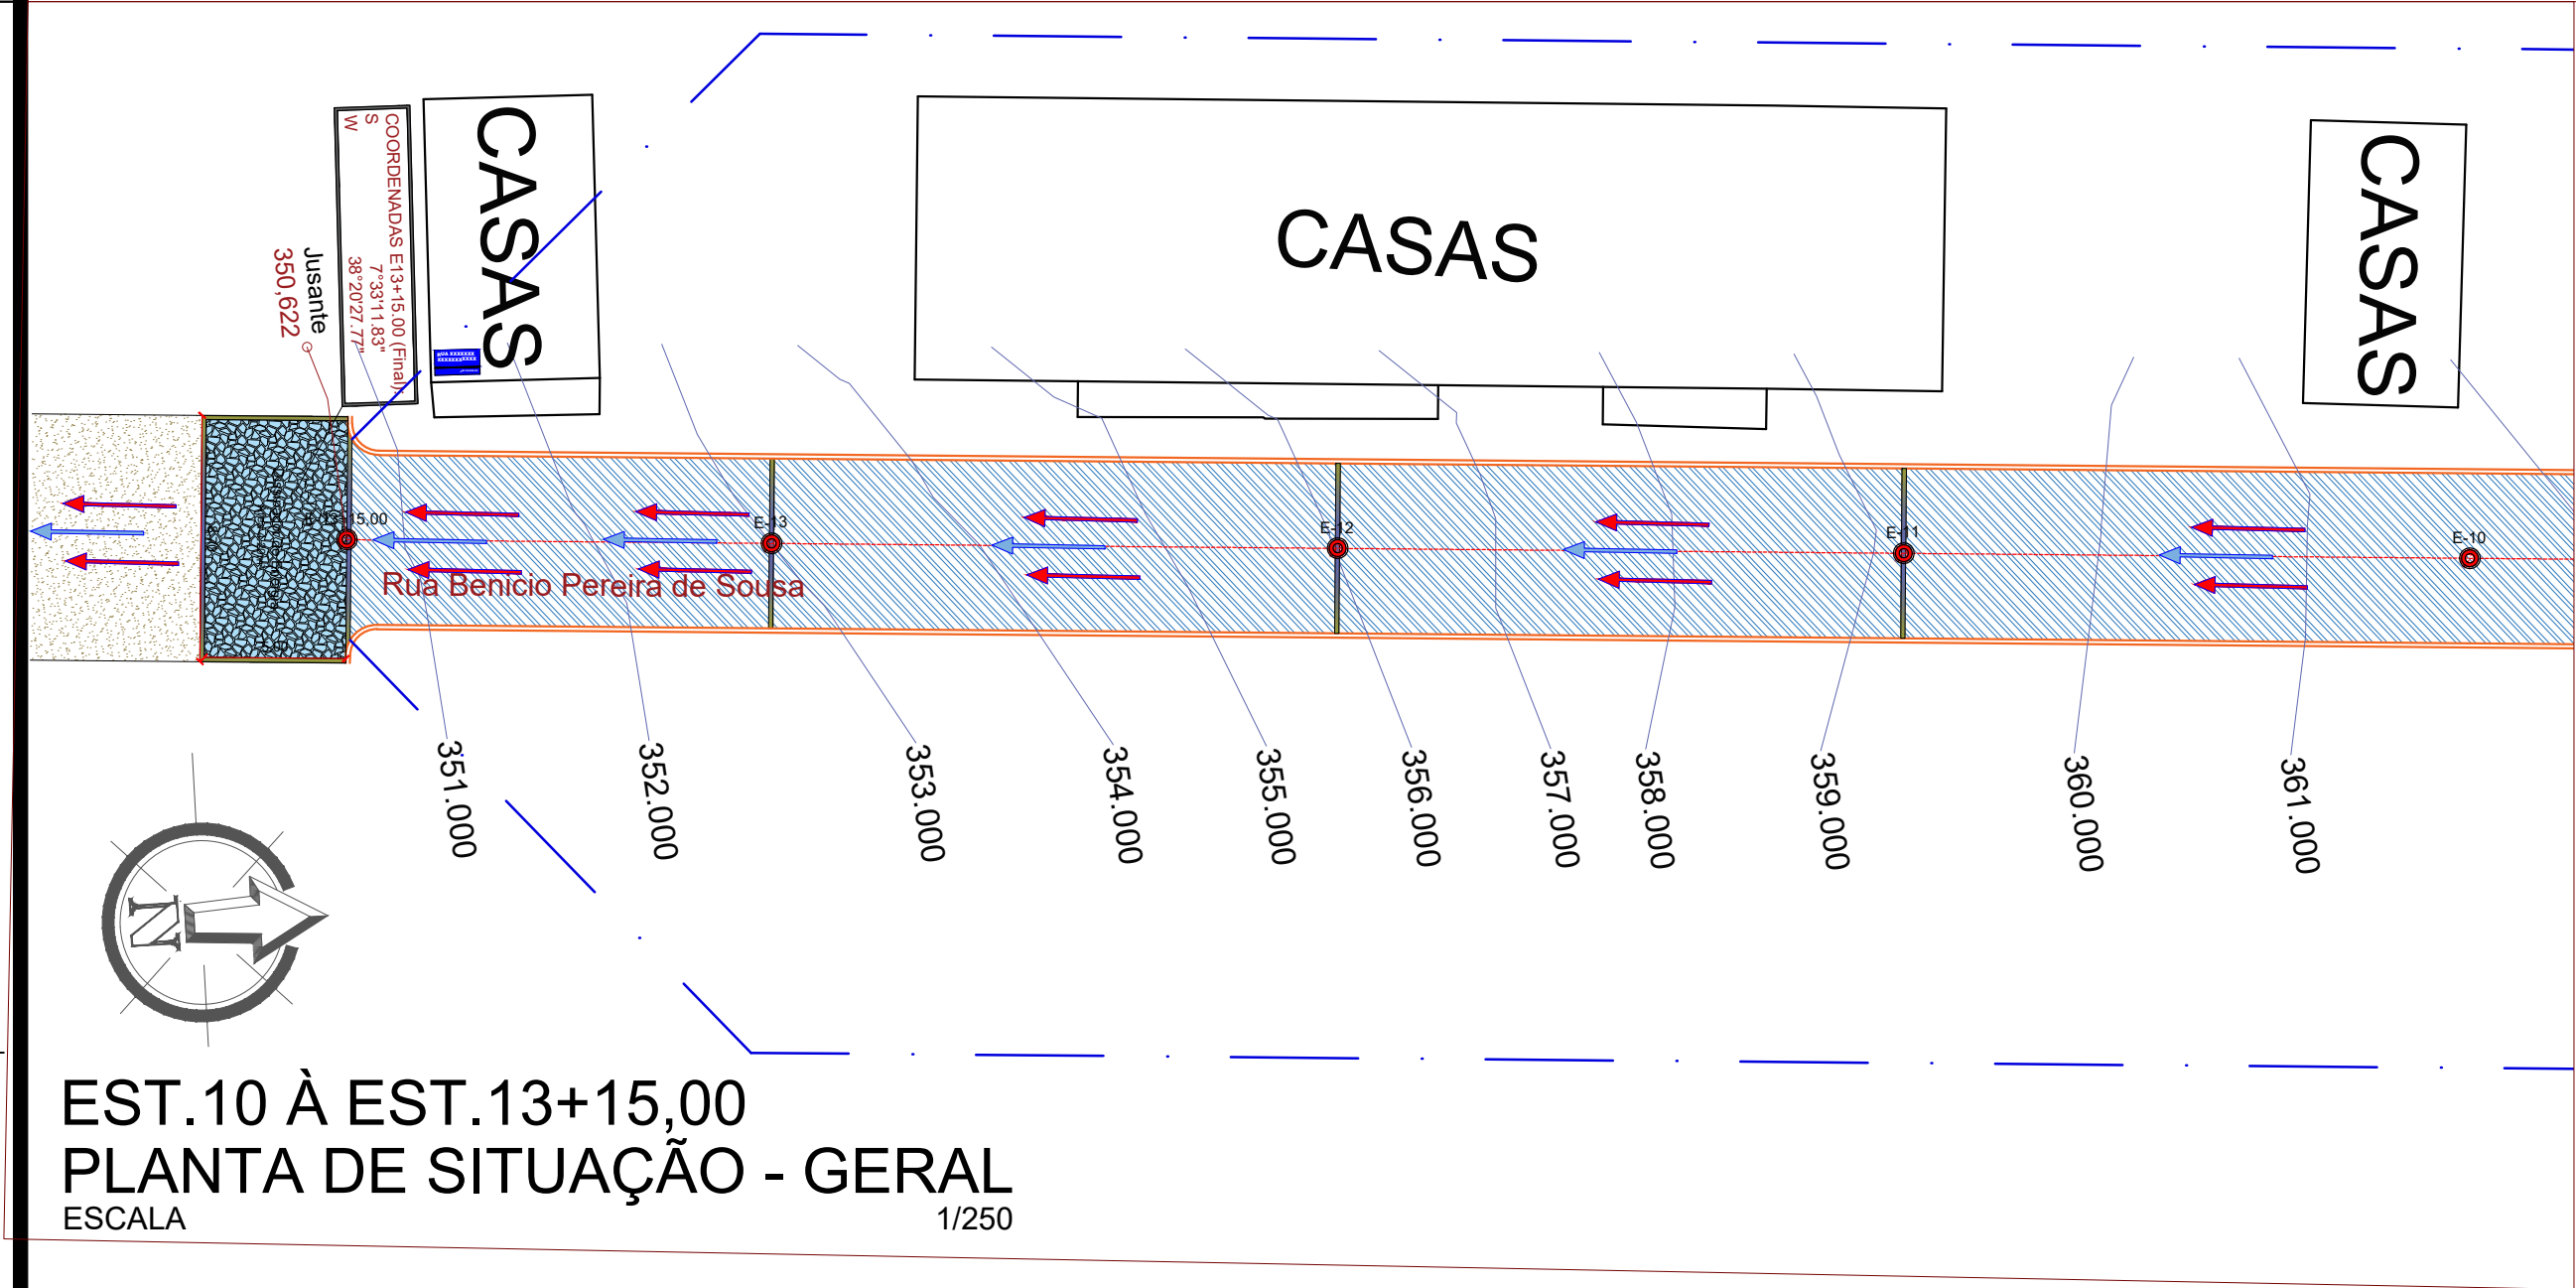 COORDENADAS E13+15.00 (Final)
S 7°33'11.83"
W 38°20'27.77"
Jusante
350,622
CASAS
CASAS
CASAS
E-13+15,00
E-13
E-12
E-11
E-10
Rua Benicio Pereira de Sousa
351.000
352.000
353.000
354.000
355.000
356.000
357.000
358.000
359.000
360.000
361.000
N
EST.10 À EST.13+15,00
PLANTA DE SITUAÇÃO - GERAL
ESCALA 1/250